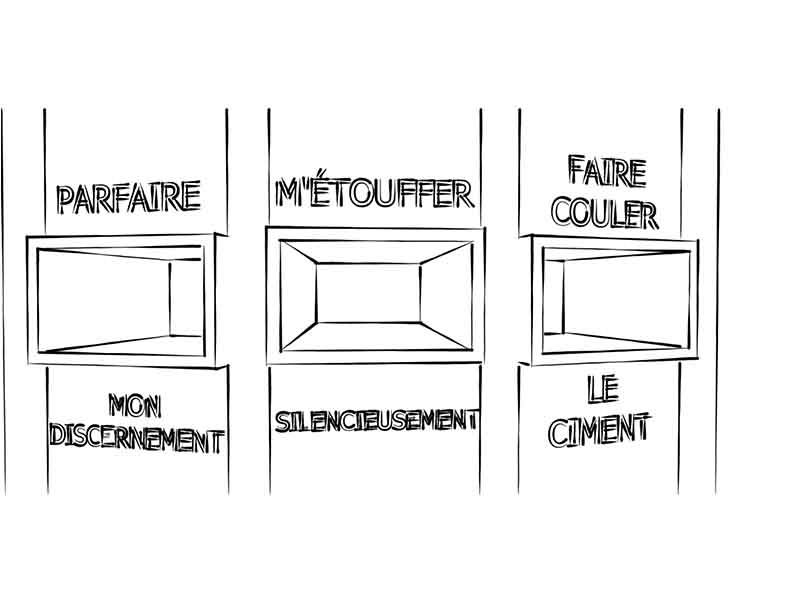 PARFAIRE
MON
DISCERNEMENT
M'ÉTOUFFER
SILENCIEUSEMENT
FAIRE
COULER
LE
CIMENT